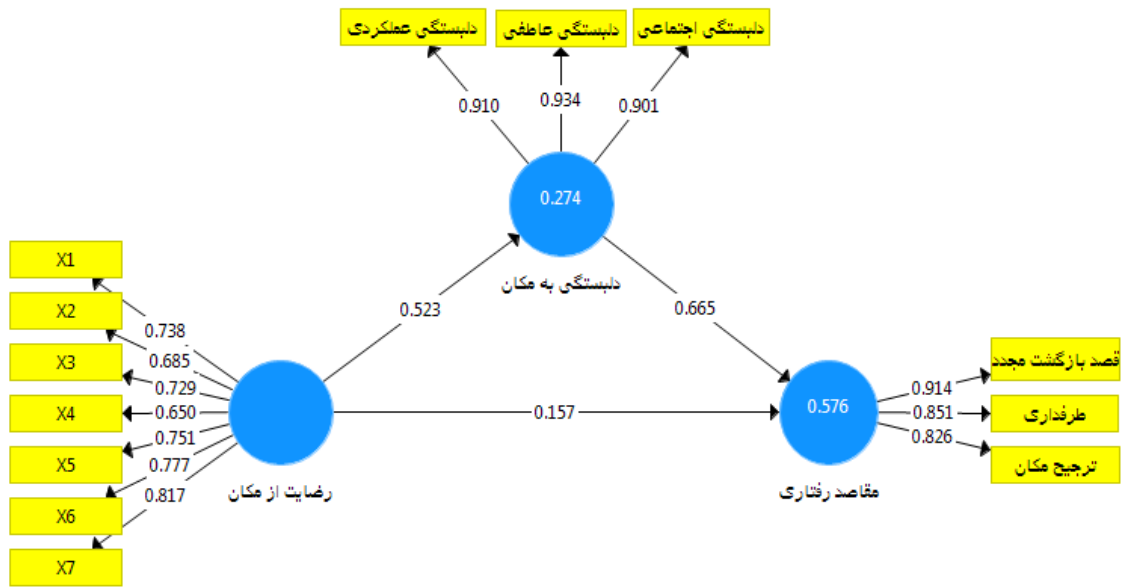 دلبستگی عملکردی
دلبستگی عاطفی
دلبستگی اجتماعی
0.910
0.934
0.901
0.274
دلبستگی به مکان
X1
X2
X3
X4
X5
X6
X7
0.738
0.685
0.729
0.650
0.751
0.777
0.817
رضایت از مکان
0.523
0.665
0.157
0.576
مقاصد رفتاری
0.914
0.851
0.826
قصد بازگشت مجدد
طرفداری
ترجیح مکان